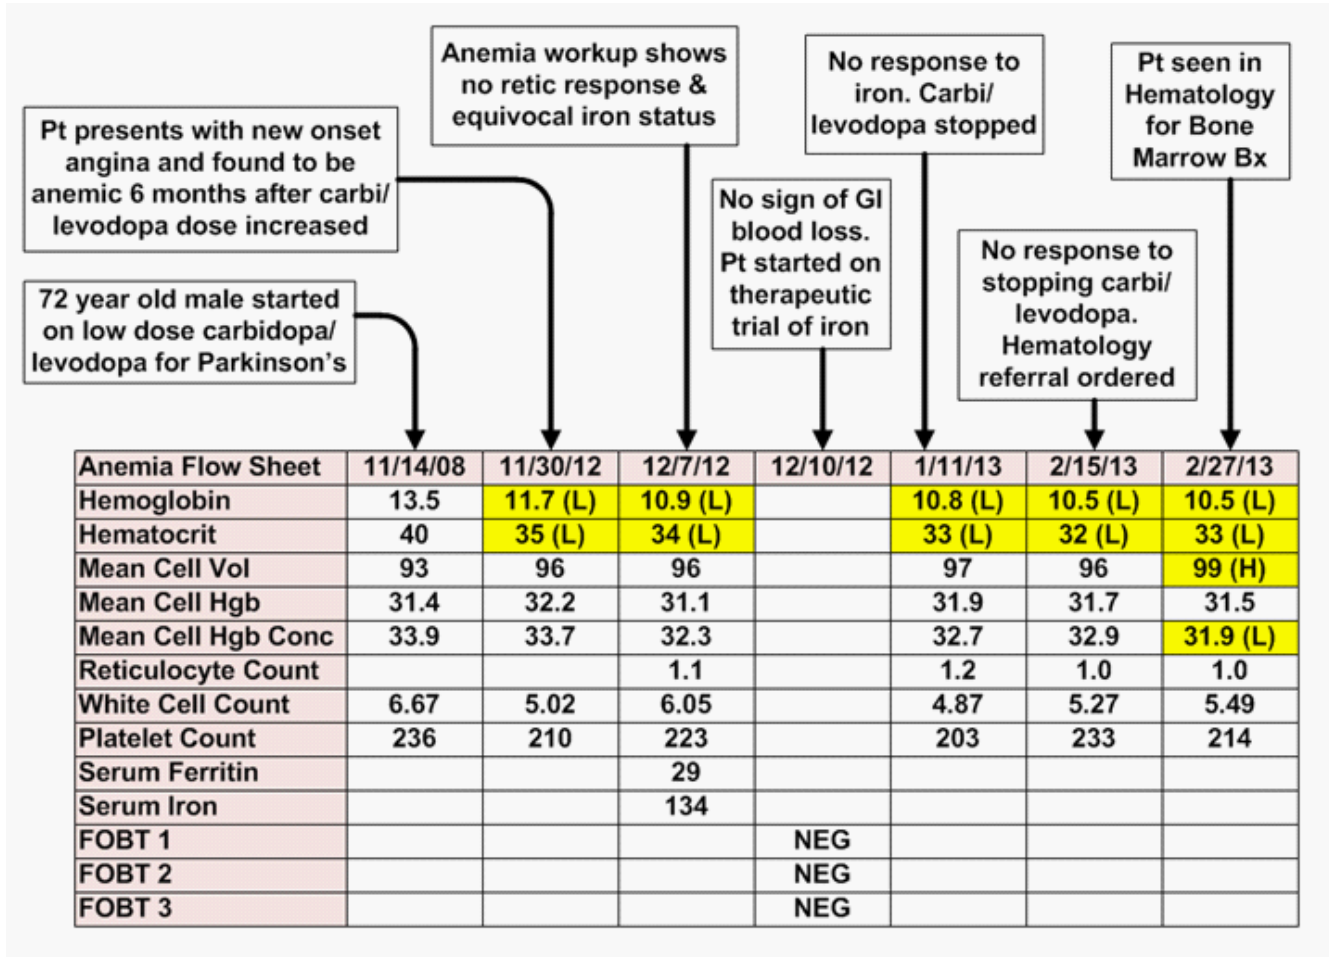 Anemia workup shows
no retic response &
equivocal iron status
No response to
iron. Carbi/
levodopa stopped
Pt seen in
Hematology
for Bone
Marrow Bx
Pt presents with new onset
angina and found to be
anemic 6 months after carbi/
levodopa dose increased
No sign of GI
blood loss.
Pt started on
therapeutic
trial of iron
No response to
stopping carbi/
levodopa.
Hematology
referral ordered
72 year old male started
on low dose carbidopa/
levodopa for Parkinson's
Anemia Flow Sheet 11/14/08 11/30/12 12/7/12 12/10/12 1/11/13 2/15/13 2/27/13
Hemoglobin 13.5 11.7 (L) 10.9 (L) 10.8 (L) 10.5 (L) 10.5 (L)
Hematocrit 40 35 (L) 34 (L) 33 (L) 32 (L) 33 (L)
Mean Cell Vol 93 96 96 97 96 99 (H)
Mean Cell Hgb 31.4 32.2 31.1 31.9 31.7 31.5
Mean Cell Hgb Conc 33.9 33.7 32.3 32.7 32.9 31.9 (L)
Reticulocyte Count 1.1 1.2 1.0 1.0
White Cell Count 6.67 5.02 6.05 4.87 5.27 5.49
Platelet Count 236 210 223 203 233 214
Serum Ferritin 29
Serum Iron 134
FOBT 1 NEG
FOBT 2 NEG
FOBT 3 NEG